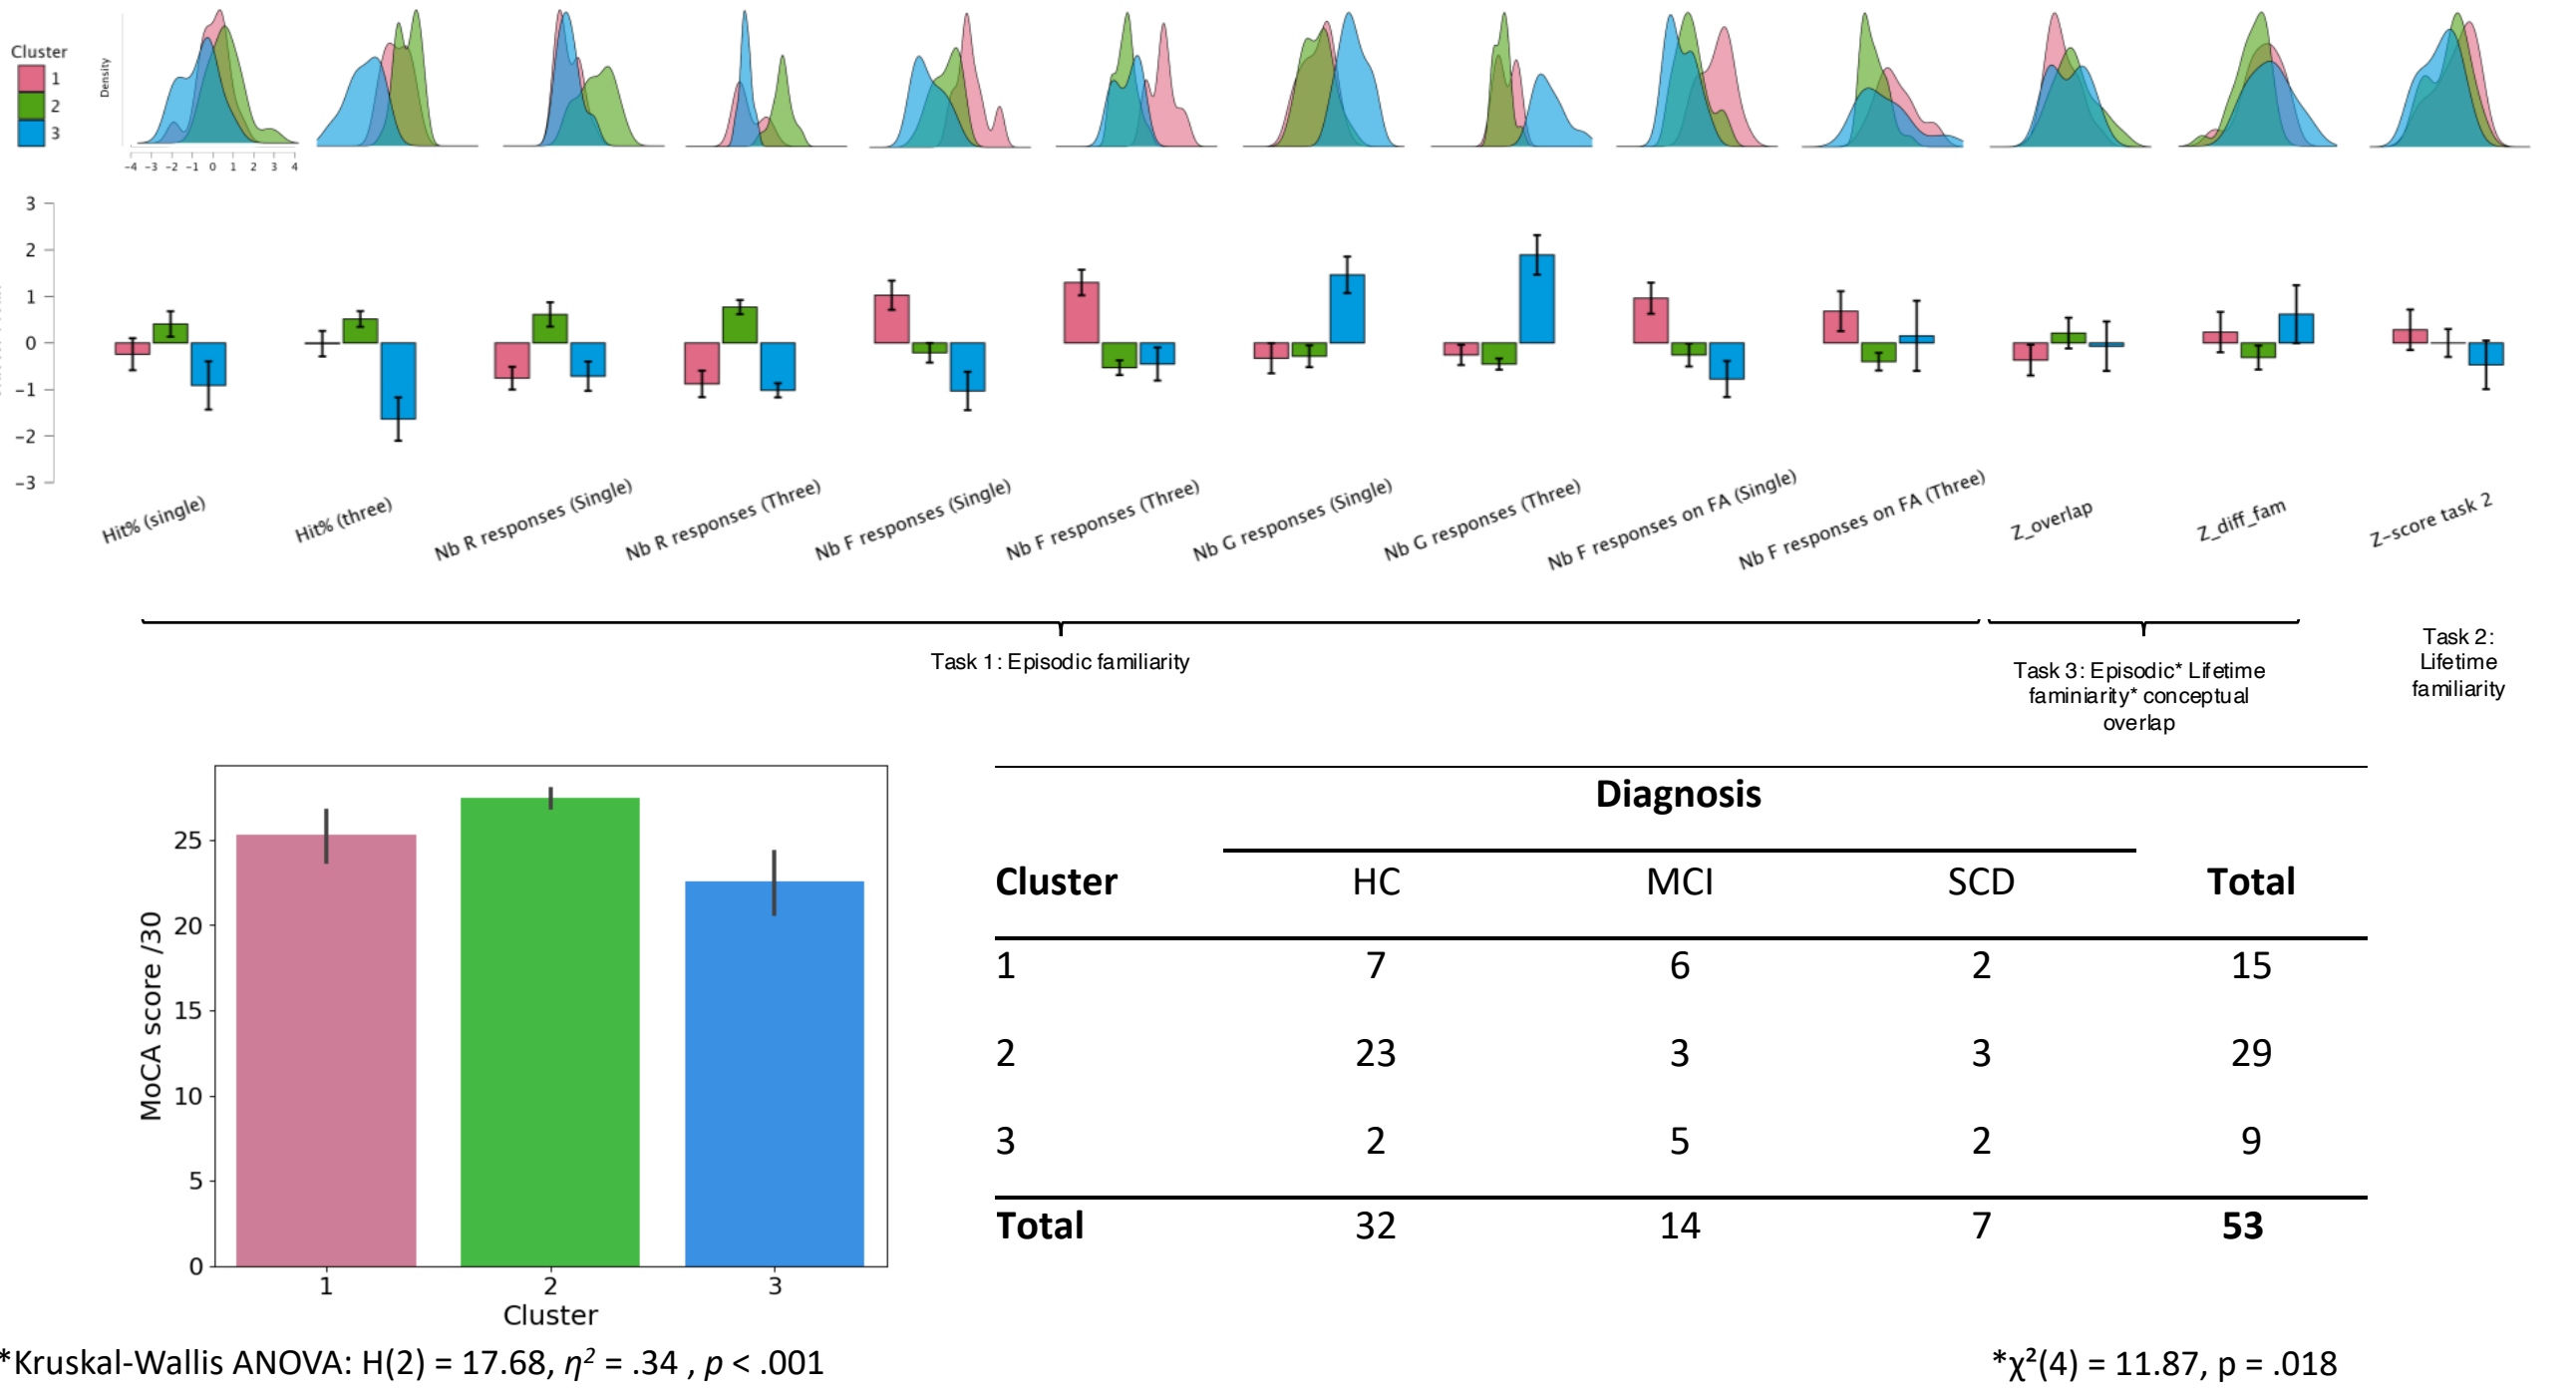 Cluster
1
2
3
Density
−4 −3 −2 −1 0 1 2 3 4
3
2
1
0
−1
−2
−3
Hit% (single)
Hit% (three)
Nb R responses (Single)
Nb R responses (Three)
Nb F responses (Single)
Nb F responses (Three)
Nb G responses (Single)
Nb G responses (Three)
Nb F responses on FA (Single)
Nb F responses on FA (Three)
Z_overlap
Z_diff_fam
Z−score task 2
Task 1: Episodic familiarity
Task 3: Episodic* Lifetime
faminiarity* conceptual
overlap
Task 2:
Lifetime
familiarity
MoCA score /30
25
20
15
10
5
0
1 2 3
Cluster
*Kruskal-Wallis ANOVA: H(2) = 17.68, η² = .34 , p < .001
Diagnosis
Cluster HC MCI SCD Total
1 7 6 2 15
2 23 3 3 29
3 2 5 2 9
Total 32 14 7 53
*χ²(4) = 11.87, p = .018